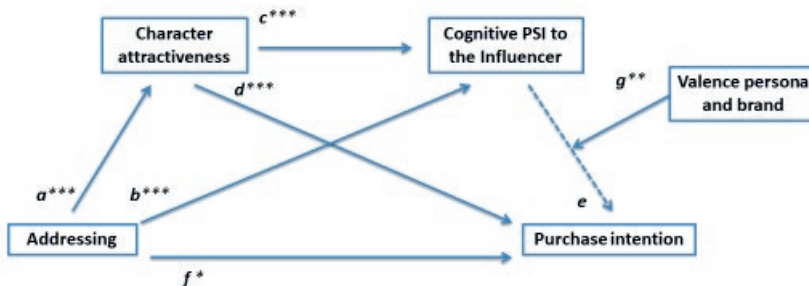 c***
Character
attractiveness
Cognitive PSI to
the Influencer
g**
Valence persona
and brand
d***
a***
b***
e
Addressing
Purchase intention
f*